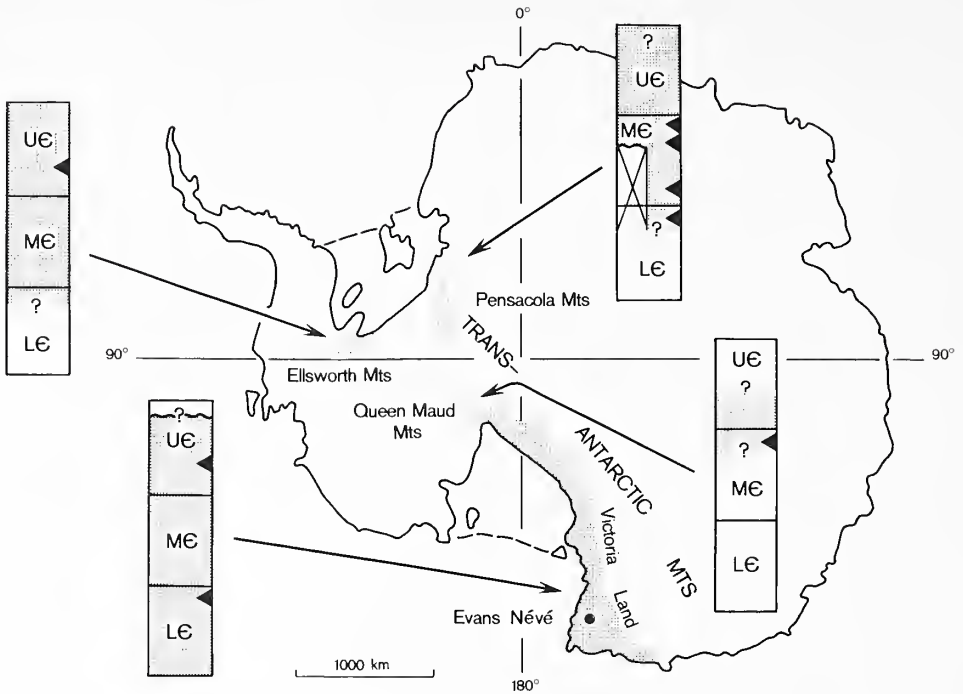 0°
?
UЄ
MЄ
?
LЄ
UЄ
MЄ
?
LЄ
Pensacola Mts
TRANS-
90°
90°
Ellsworth Mts
Queen Maud
Mts
ANTARCTIC
MTS
UЄ
?
?
MЄ
LЄ
?
UЄ
MЄ
LЄ
Victoria
Land
Evans Névé
1000 km
180°